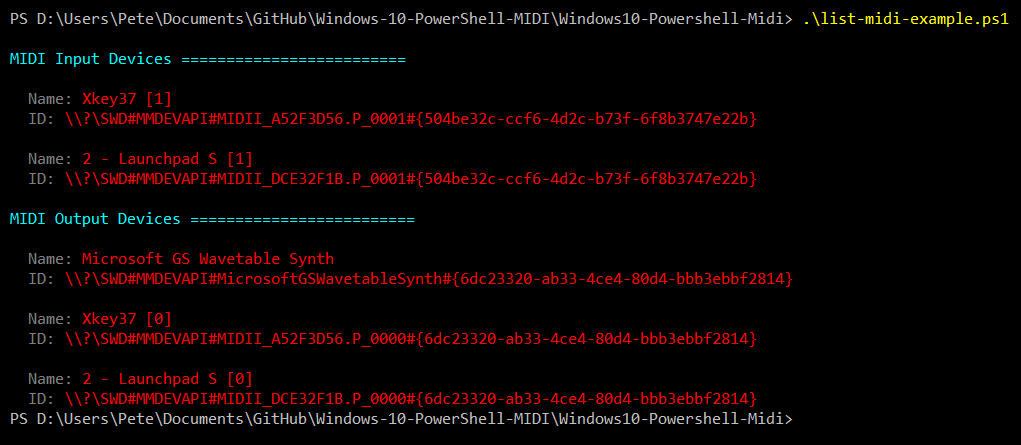 PS D:\Users\Pete\Documents\GitHub\Windows-10-PowerShell-MIDI\Windows10-Powershell-Midi> .\list-midi-example.ps1
MIDI Input Devices =========================
Name: Xkey37 [1]
ID: \\?\SWD#MMDEVAPI#MIDII_A52F3D56.P_0001#{504be32c-ccf6-4d2c-b73f-6f8b3747e22b}
Name: 2 - Launchpad S [1]
ID: \\?\SWD#MMDEVAPI#MIDII_DCE32F1B.P_0001#{504be32c-ccf6-4d2c-b73f-6f8b3747e22b}
MIDI Output Devices =========================
Name: Microsoft GS Wavetable Synth
ID: \\?\SWD#MMDEVAPI#MicrosoftGSWavetableSynth#{6dc23320-ab33-4ce4-80d4-bbb3ebbf2814}
Name: Xkey37 [0]
ID: \\?\SWD#MMDEVAPI#MIDII_A52F3D56.P_0000#{6dc23320-ab33-4ce4-80d4-bbb3ebbf2814}
Name: 2 - Launchpad S [0]
ID: \\?\SWD#MMDEVAPI#MIDII_DCE32F1B.P_0000#{6dc23320-ab33-4ce4-80d4-bbb3ebbf2814}
PS D:\Users\Pete\Documents\GitHub\Windows-10-PowerShell-MIDI\Windows10-Powershell-Midi>